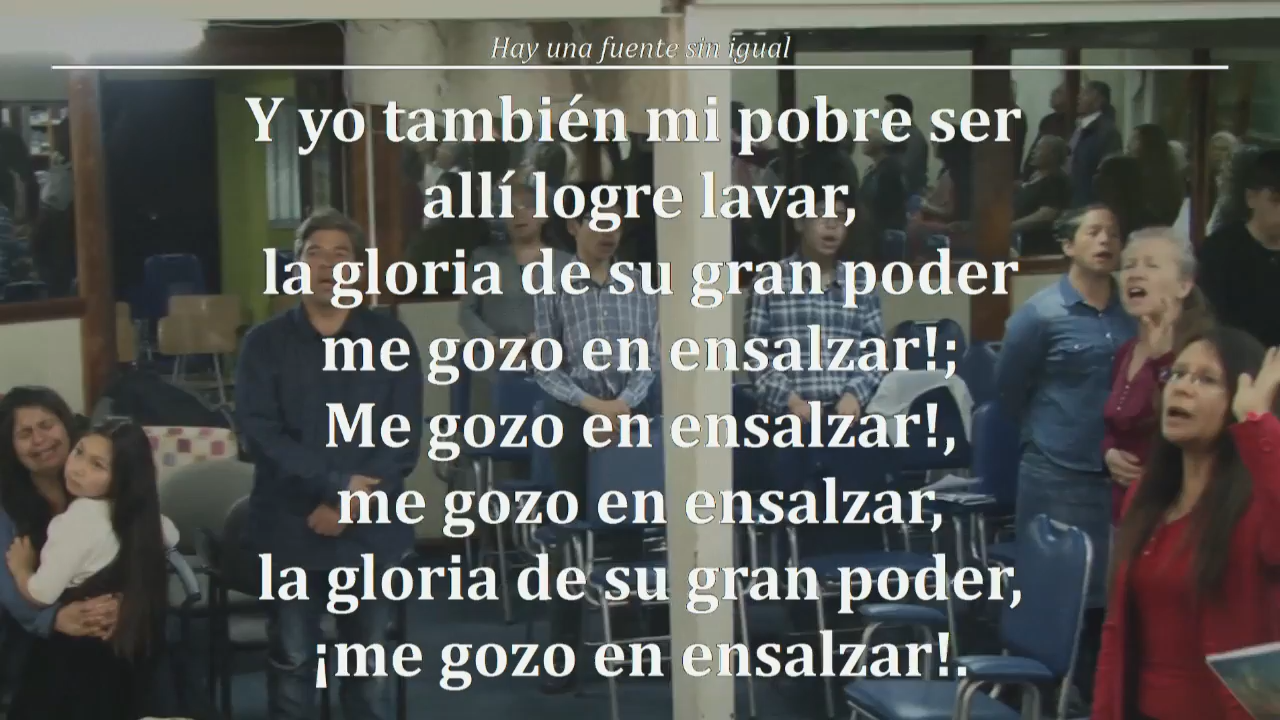 Hay una fuente sin igual
Y yo también mi pobre ser
allí logre lavar,
la gloria de su gran poder
me gozo en ensalzar!;
Me gozo en ensalzar!,
me gozo en ensalzar,
la gloria de su gran poder,
¡me gozo en ensalzar!.